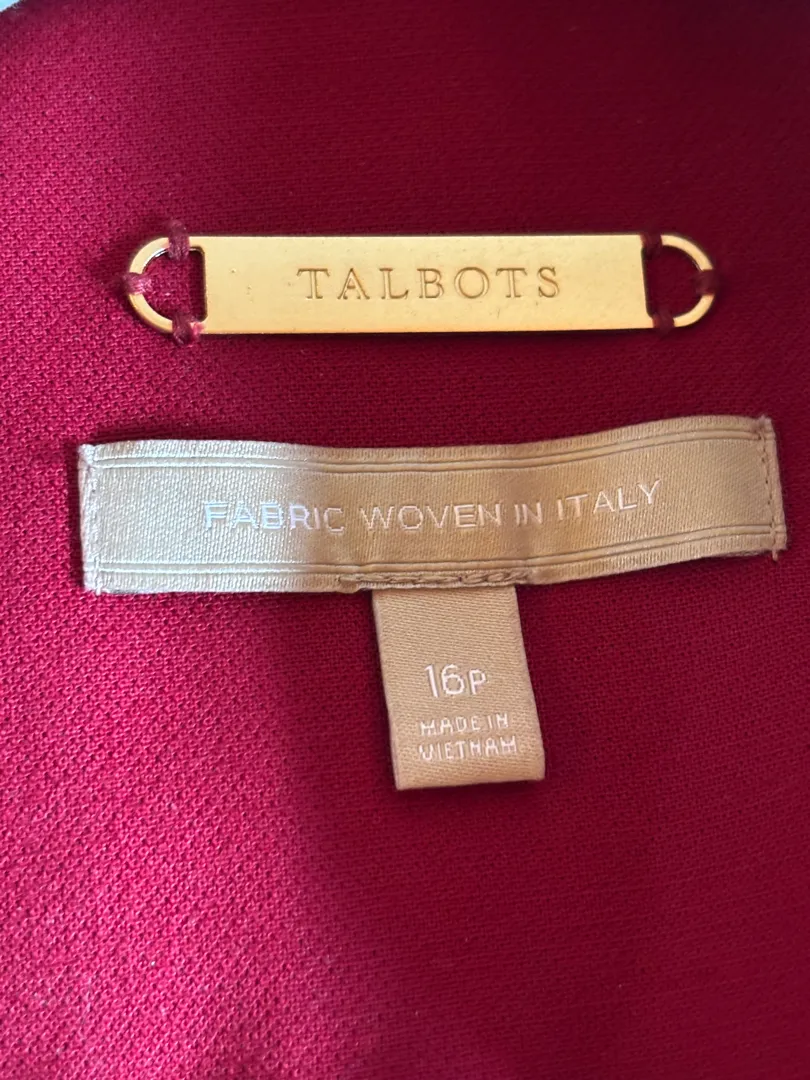 TALBOTS
FABRIC WOVEN IN ITALY
16P
MADE IN
VIETNAM